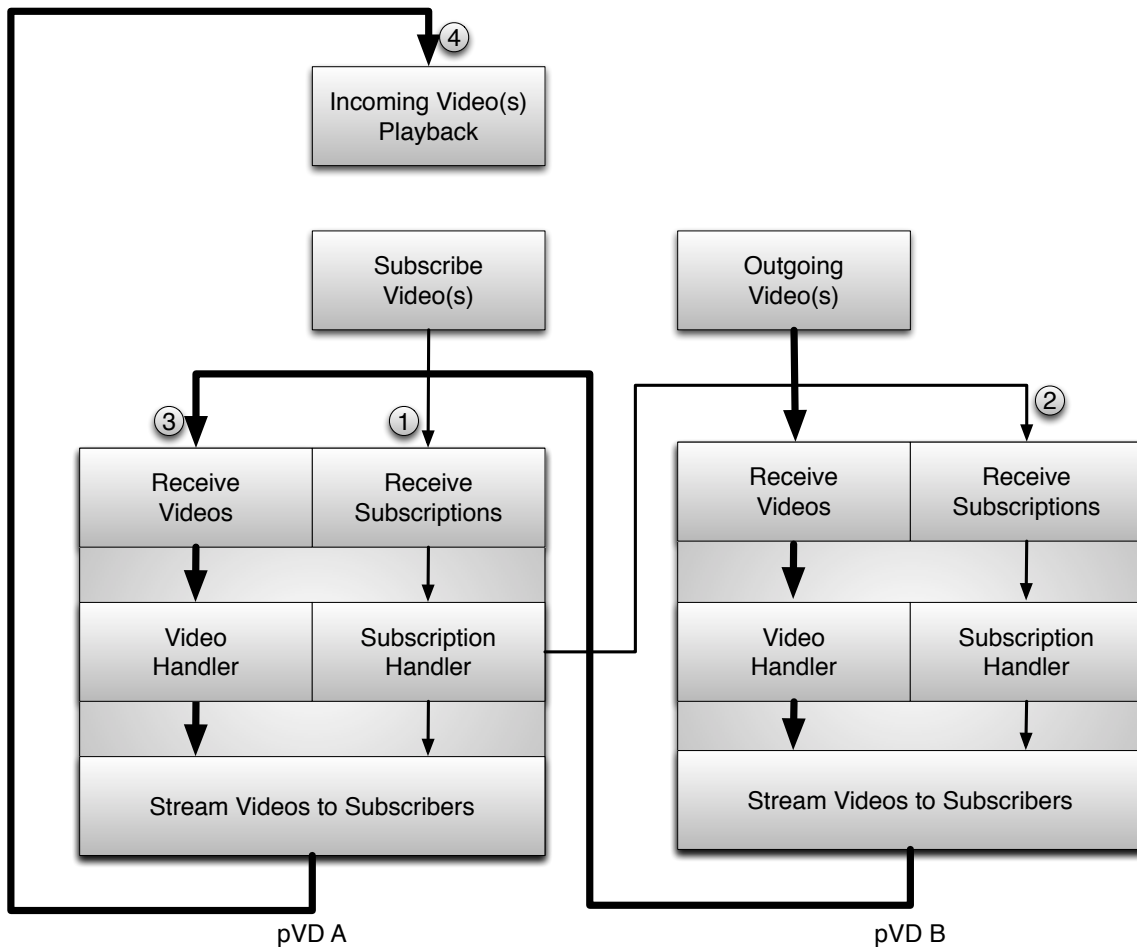 4
Incoming Video(s)
Playback
Subscribe
Video(s)
Outgoing
Video(s)
3
1
2
Receive
Videos
Receive
Subscriptions
Receive
Videos
Receive
Subscriptions
Video
Handler
Subscription
Handler
Video
Handler
Subscription
Handler
Stream Videos to Subscribers
Stream Videos to Subscribers
pVD A
pVD B